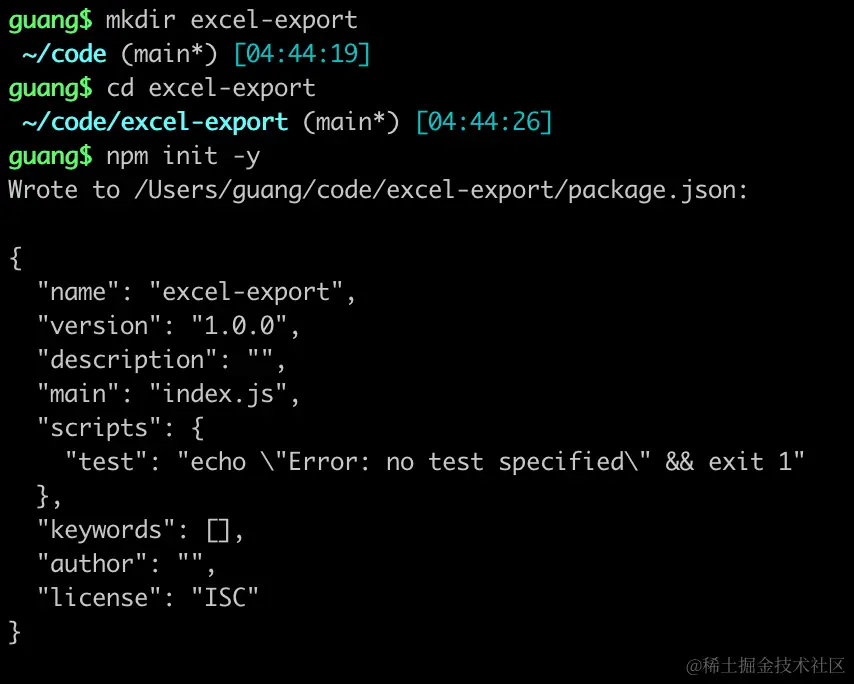 guang$ mkdir excel-export
~/code (main*) [04:44:19]
guang$ cd excel-export
~/code/excel-export (main*) [04:44:26]
guang$ npm init -y
Wrote to /Users/guang/code/excel-export/package.json:
{
  "name": "excel-export",
  "version": "1.0.0",
  "description": "",
  "main": "index.js",
  "scripts": {
    "test": "echo \"Error: no test specified\" && exit 1"
  },
  "keywords": [],
  "author": "",
  "license": "ISC"
}
@稀土掘金技术社区